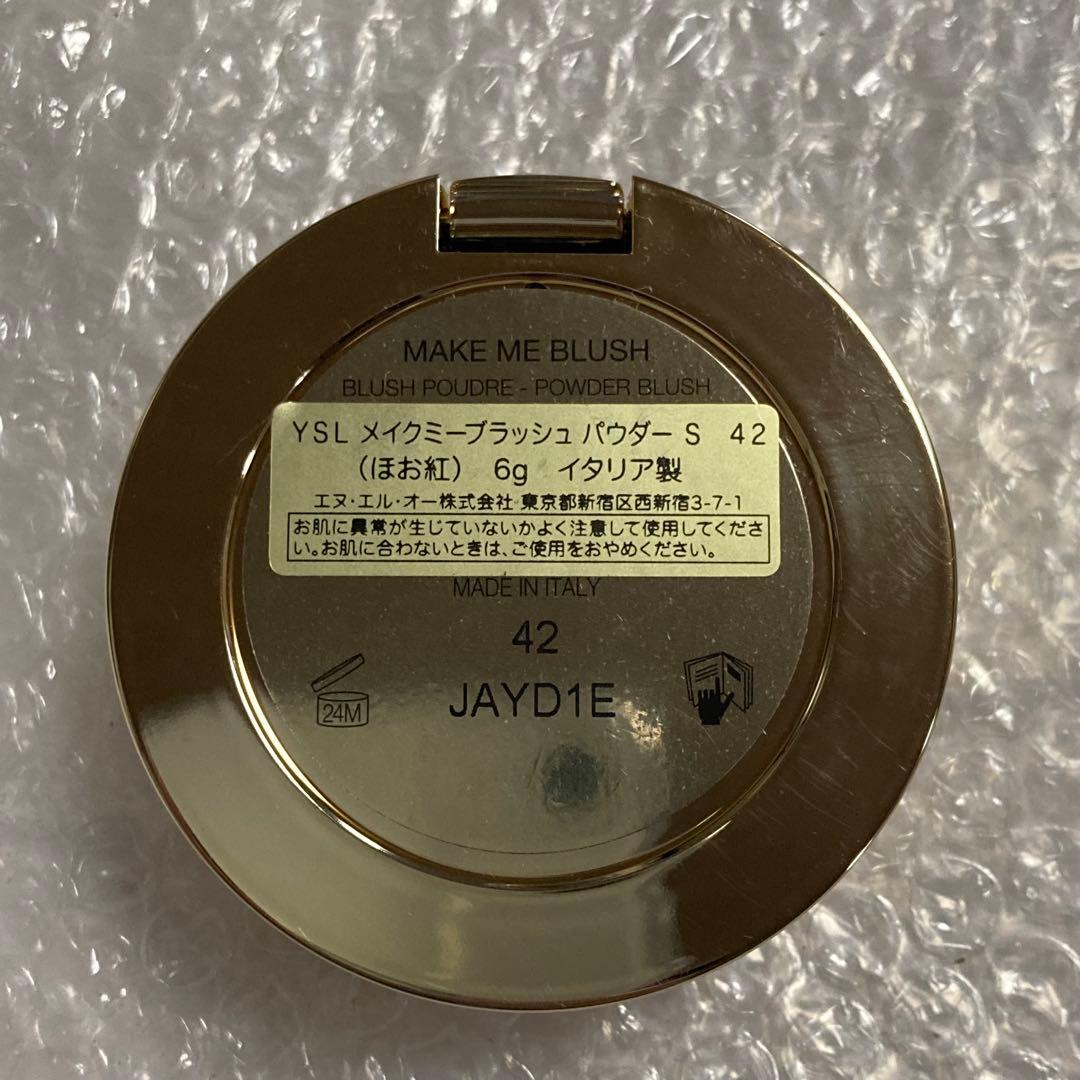 MAKE ME BLUSH
BLUSH POUDRE - POWDER BLUSH
YSL メイクミーブラッシュ パウダー S 42
（ほお紅） 6g イタリア製
エヌ・エル・オー株式会社 東京都新宿区西新宿3-7-1
お肌に異常が生じていないかよく注意して使用してくださ
い。お肌に合わないときは、ご使用をおやめください。
MADE IN ITALY
42
24M
JAYD1E